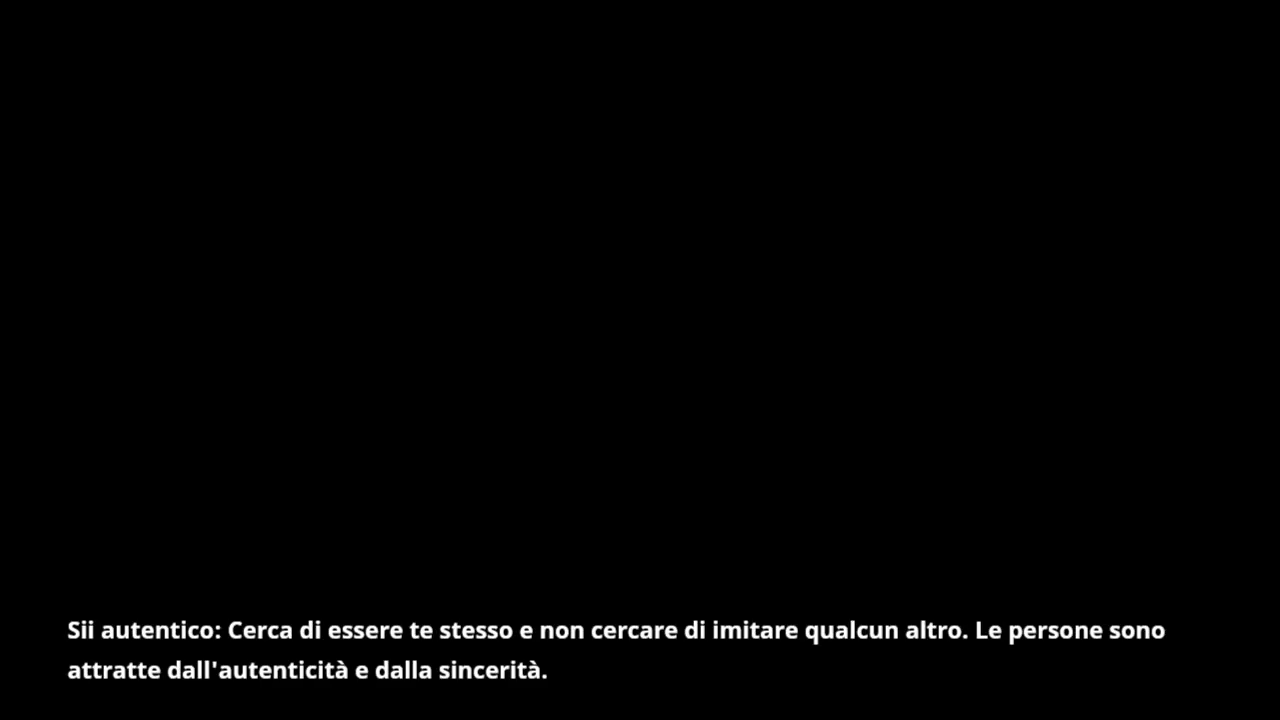 Sii autentico: Cerca di essere te stesso e non cercare di imitare qualcun altro. Le persone sono
attratte dall'autenticità e dalla sincerità.